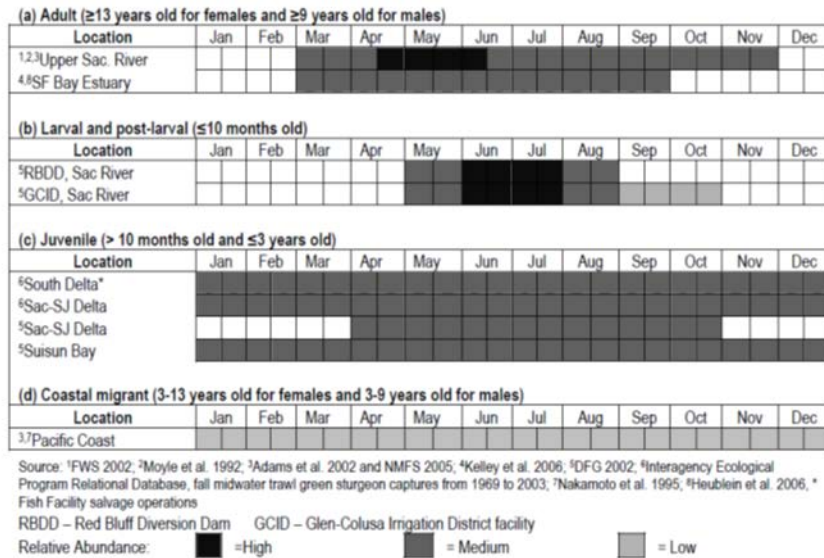 (a) Adult (≥13 years old for females and ≥9 years old for males)
Location Jan Feb Mar Apr May Jun Jul Aug Sep Oct Nov Dec
1,2,3Upper Sac. River
4,8SF Bay Estuary
(b) Larval and post-larval (≤10 months old)
Location Jan Feb Mar Apr May Jun Jul Aug Sep Oct Nov Dec
5RBDD, Sac River
5GCID, Sac River
(c) Juvenile (> 10 months old and ≤3 years old)
Location Jan Feb Mar Apr May Jun Jul Aug Sep Oct Nov Dec
6South Delta*
6Sac-SJ Delta
5Sac-SJ Delta
5Suisun Bay
(d) Coastal migrant (3-13 years old for females and 3-9 years old for males)
Location Jan Feb Mar Apr May Jun Jul Aug Sep Oct Nov Dec
3,7Pacific Coast
Source: 1FWS 2002; 2Moyle et al. 1992; 3Adams et al. 2002 and NMFS 2005; 4Kelley et al. 2006; 5DFG 2002; 6Interagency Ecological
Program Relational Database, fall midwater trawl green sturgeon captures from 1969 to 2003; 7Nakamoto et al. 1995; 8Heublein et al. 2006, *
Fish Facility salvage operations
RBDD – Red Bluff Diversion Dam GCID – Glen-Colusa Irrigation District facility
Relative Abundance: =High = Medium = Low